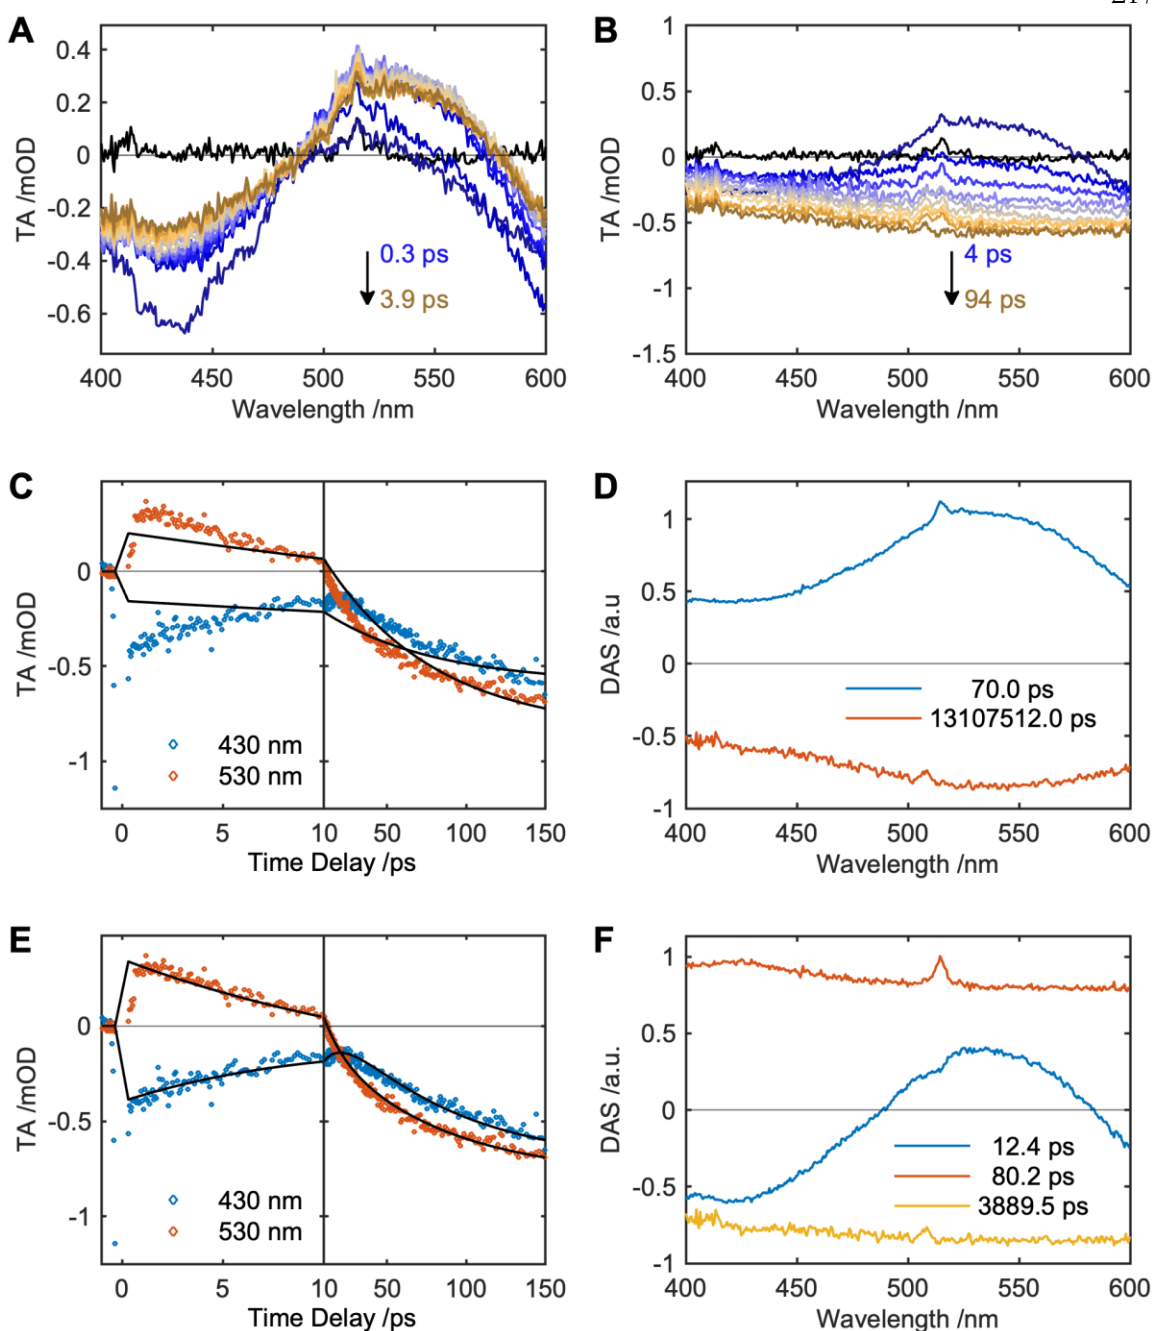 A
TA /mOD
0.4
0.2
0
-0.2
-0.4
-0.6
0.3 ps
3.9 ps
400 450 500 550 600
Wavelength /nm
B
TA /mOD
1
0.5
0
-0.5
-1
-1.5
4 ps
94 ps
400 450 500 550 600
Wavelength /nm
C
TA /mOD
0
-0.5
-1
430 nm
530 nm
0 5 10 50 100 150
Time Delay /ps
D
DAS /a.u
1
0.5
0
-0.5
-1
70.0 ps
13107512.0 ps
400 450 500 550 600
Wavelength /nm
E
TA /mOD
0
-0.5
-1
430 nm
530 nm
0 5 10 50 100 150
Time Delay /ps
F
DAS /a.u.
1
0.5
0
-0.5
-1
12.4 ps
80.2 ps
3889.5 ps
400 450 500 550 600
Wavelength /nm